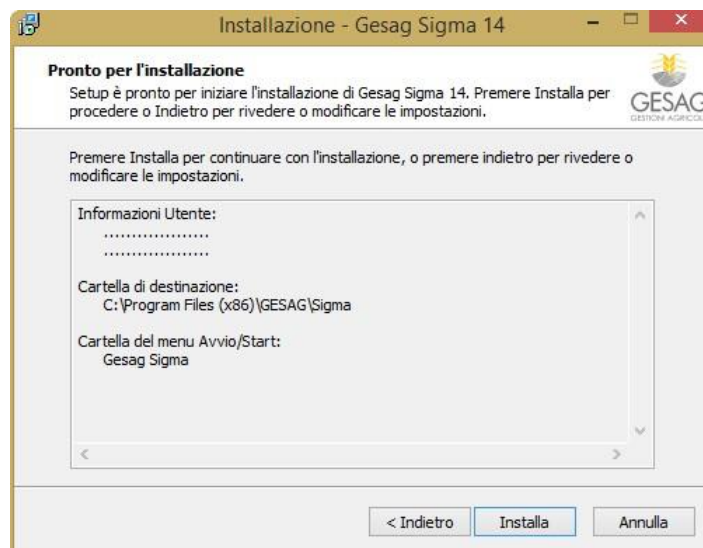 Installazione - Gesag Sigma 14
Pronto per l'installazione
Setup è pronto per iniziare l'installazione di Gesag Sigma 14. Premere Installa per
procedere o Indietro per rivedere o modificare le impostazioni.
GESAG
GESTIONI AGRICOL
Premere Installa per continuare con l'installazione, o premere indietro per rivedere o
modificare le impostazioni.
Informazioni Utente:
...................
...................
Cartella di destinazione:
C:\Program Files (x86)\GESAG\Sigma
Cartella del menu Avvio/Start:
Gesag Sigma
< Indietro
Installa
Annulla